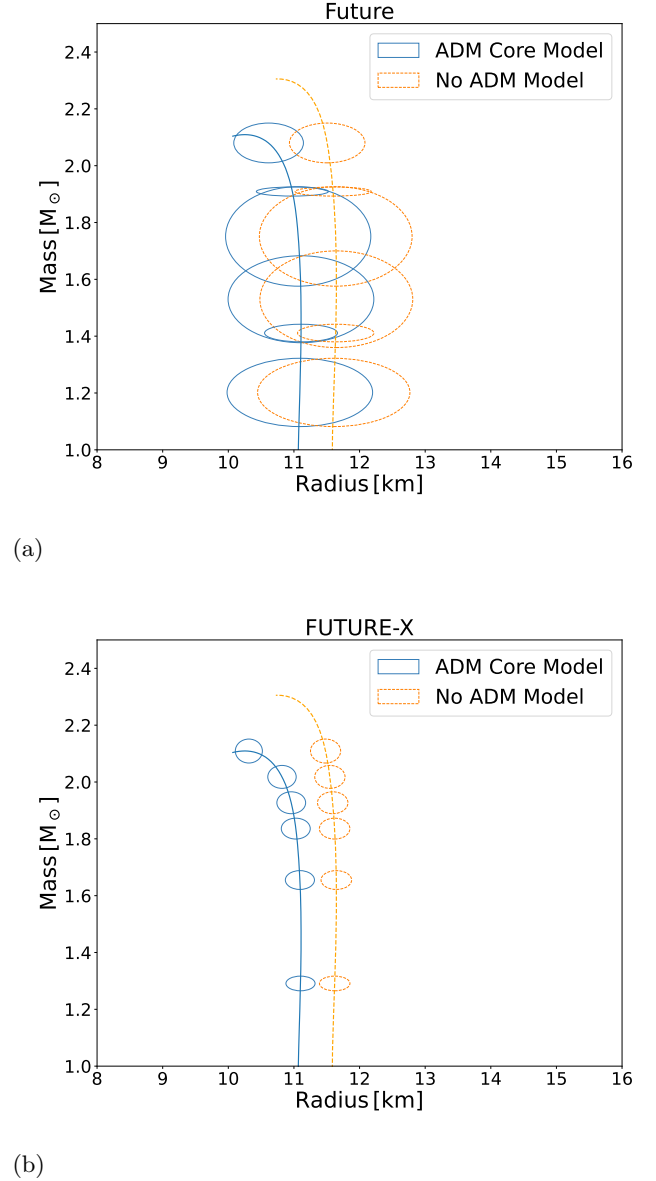 Future
ADM Core Model
No ADM Model
2.4
2.2
2.0
1.8
1.6
1.4
1.2
1.0
Mass [M⊙]
8 9 10 11 12 13 14 15 16
Radius [km]
(a)
FUTURE-X
ADM Core Model
No ADM Model
2.4
2.2
2.0
1.8
1.6
1.4
1.2
1.0
Mass [M⊙]
8 9 10 11 12 13 14 15 16
Radius [km]
(b)